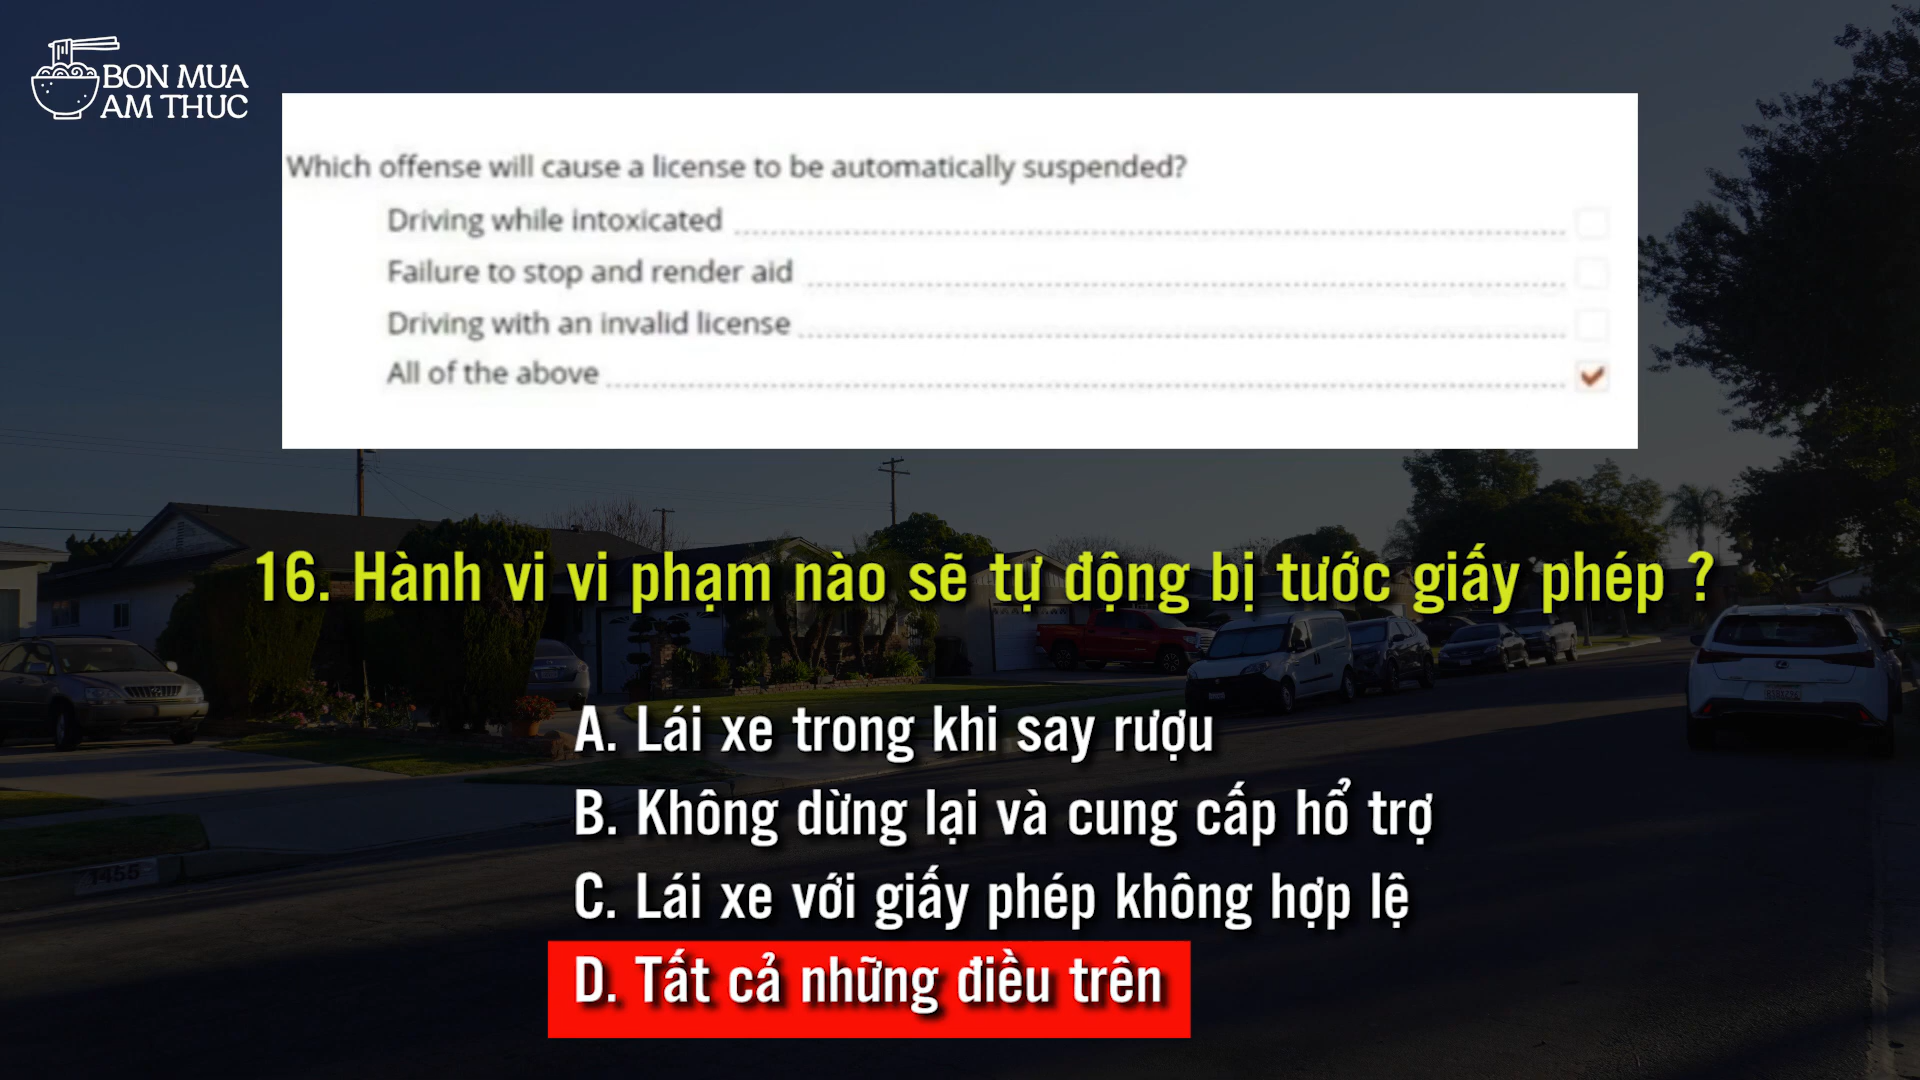 BON MUA
AM THUC
Which offense will cause a license to be automatically suspended?
Driving while intoxicated
Failure to stop and render aid
Driving with an invalid license
All of the above
16. Hành vi vi phạm nào sẽ tự động bị tước giấy phép ?
A. Lái xe trong khi say rượu
B. Không dừng lại và cung cấp hổ trợ
C. Lái xe với giấy phép không hợp lệ
D. Tất cả những điều trên
1455